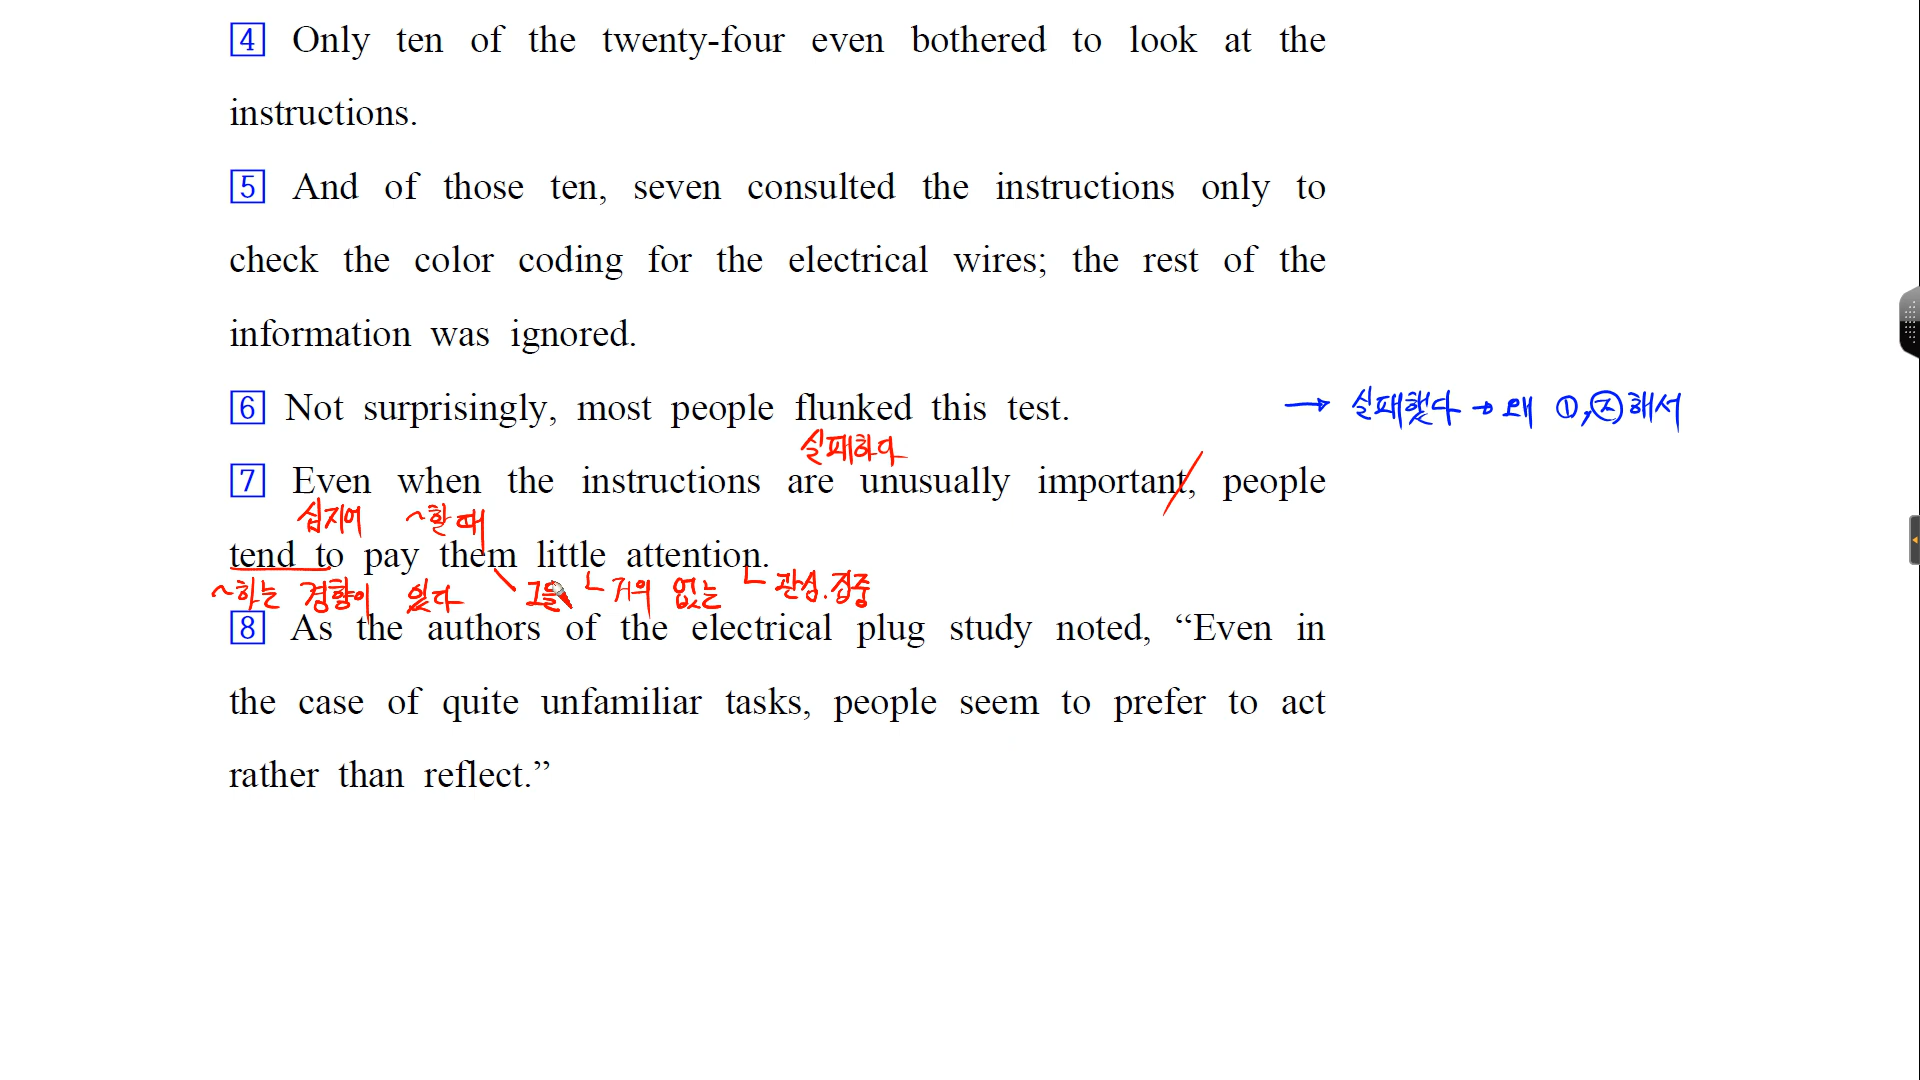 4 Only ten of the twenty-four even bothered to look at the
instructions.
5 And of those ten, seven consulted the instructions only to
check the color coding for the electrical wires; the rest of the
information was ignored.
6 Not surprisingly, most people flunked this test. → 실패했다 → 왜 ①, ②해서
실패하다
7 Even when the instructions are unusually important, people
심지어 ~할 때
tend to pay them little attention.
~하는 경향이 있다 그들 거의 없는 관심.집중
8 As the authors of the electrical plug study noted, “Even in
the case of quite unfamiliar tasks, people seem to prefer to act
rather than reflect.”